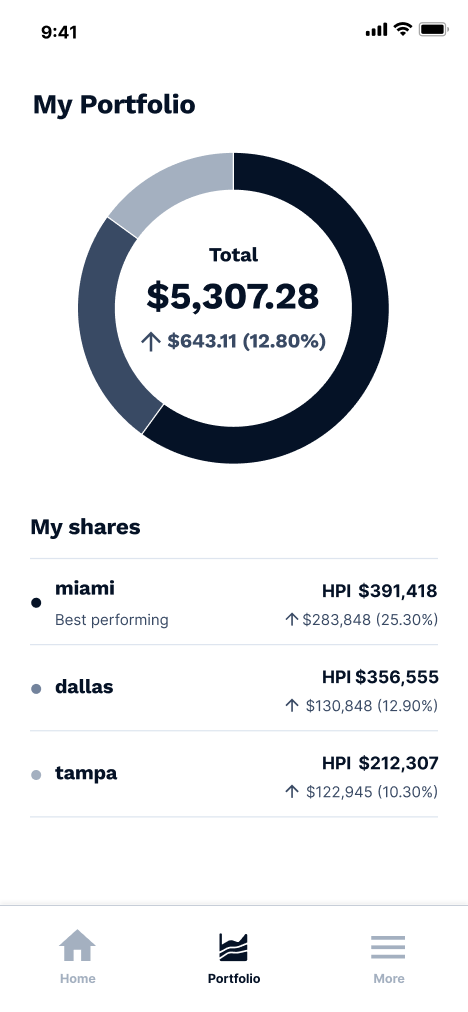 9:41
My Portfolio
Total
$5,307.28
↑ $643.11 (12.80%)
My shares
miami
HPI $391,418
Best performing
↑ $283,848 (25.30%)
dallas
HPI $356,555
↑ $130,848 (12.90%)
tampa
HPI $212,307
↑ $122,945 (10.30%)
Home
Portfolio
More